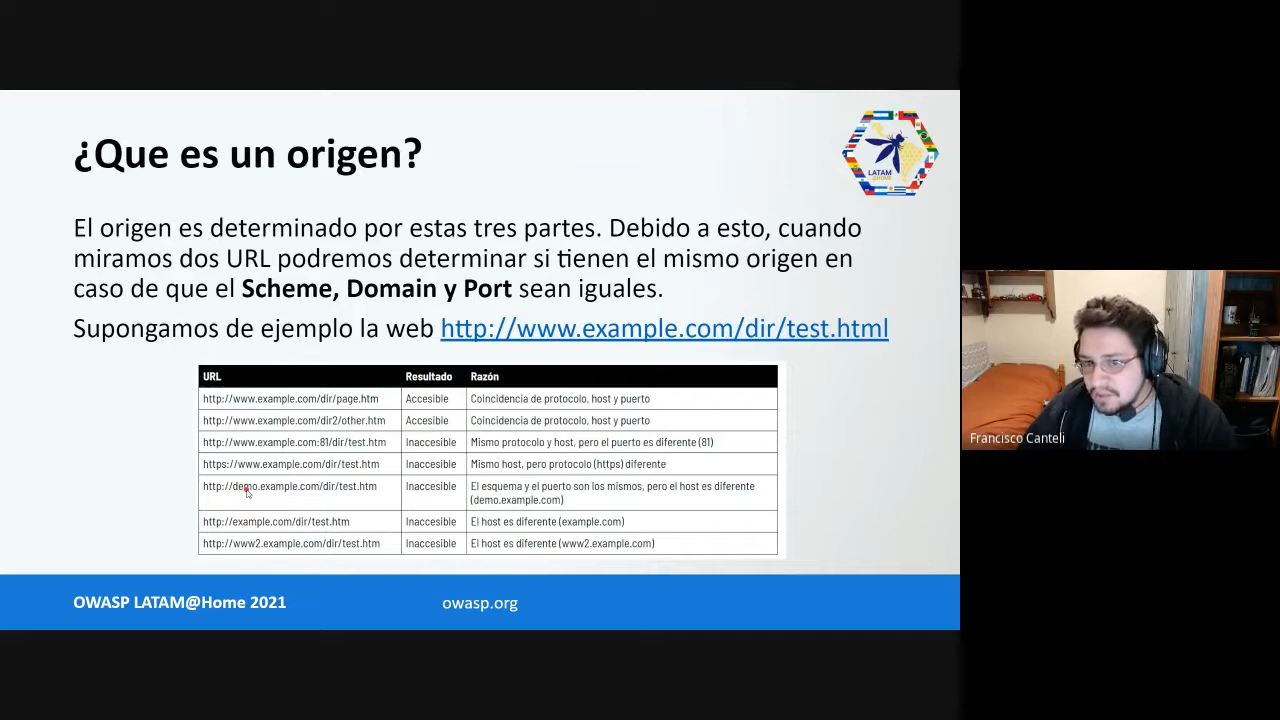 ¿Que es un origen?
LATAM
@HOME
El origen es determinado por estas tres partes. Debido a esto, cuando
miramos dos URL podremos determinar si tienen el mismo origen en
caso de que el Scheme, Domain y Port sean iguales.
Supongamos de ejemplo la web http://www.example.com/dir/test.html
URL Resultado Razón
http://www.example.com/dir/page.htm Accesible Coincidencia de protocolo, host y puerto
http://www.example.com/dir2/other.htm Accesible Coincidencia de protocolo, host y puerto
http://www.example.com:81/dir/test.htm Inaccesible Mismo protocolo y host, pero el puerto es diferente (81)
https://www.example.com/dir/test.htm Inaccesible Mismo host, pero protocolo (https) diferente
http://demo.example.com/dir/test.htm Inaccesible El esquema y el puerto son los mismos, pero el host es diferente
(demo.example.com)
http://example.com/dir/test.htm Inaccesible El host es diferente (example.com)
http://www2.example.com/dir/test.htm Inaccesible El host es diferente (www2.example.com)
OWASP LATAM@Home 2021 owasp.org
Francisco Canteli